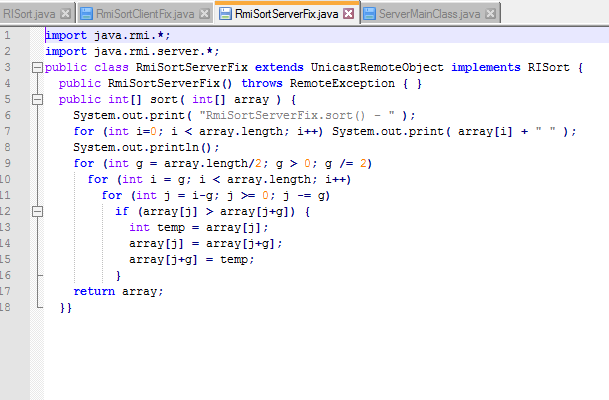 RISort.java RmiSortClientFix.java RmiSortServerFix.java ServerMainClass.java
1 import java.rmi.*;
2 import java.rmi.server.*;
3 public class RmiSortServerFix extends UnicastRemoteObject implements RISort {
4   public RmiSortServerFix() throws RemoteException { }
5   public int[] sort( int[] array ) {
6     System.out.print( "RmiSortServerFix.sort() - " );
7     for (int i=0; i < array.length; i++) System.out.print( array[i] + " " );
8     System.out.println();
9     for (int g = array.length/2; g > 0; g /= 2)
10       for (int i = g; i < array.length; i++)
11         for (int j = i-g; j >= 0; j -= g)
12           if (array[j] > array[j+g]) {
13             int temp = array[j];
14             array[j] = array[j+g];
15             array[j+g] = temp;
16           }
17     return array;
18   }}